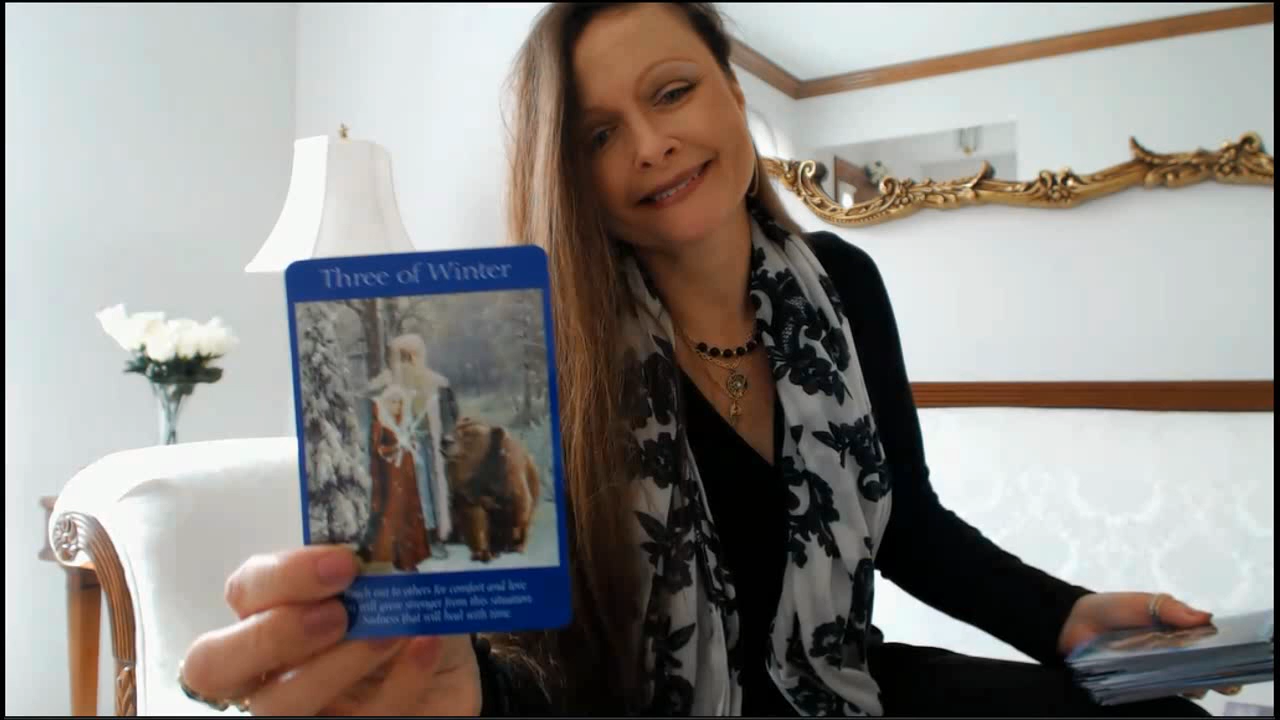 Three of Winter
out to others for comfort and love
will grow stronger from this situation
Sadness that will heal with time